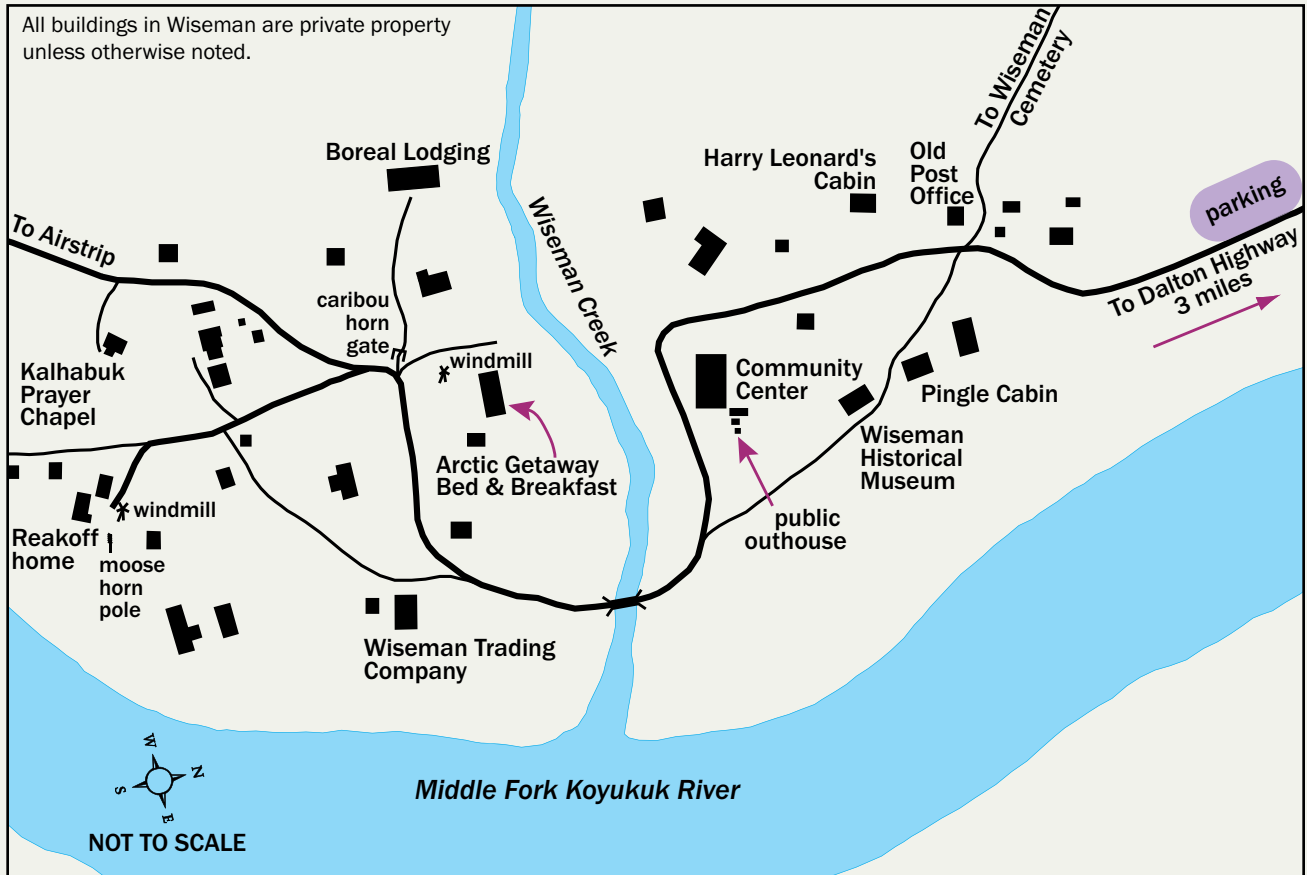 All buildings in Wiseman are private property
unless otherwise noted.
To Wiseman
Cemetery
Boreal Lodging
Harry Leonard's
Cabin
Old
Post
Office
parking
To Airstrip
Wiseman Creek
To Dalton Highway
3 miles
caribou
horn
gate
windmill
Kalhabuk
Prayer
Chapel
Community
Center
Pingle Cabin
Arctic Getaway
Bed & Breakfast
Wiseman
Historical
Museum
windmill
public
outhouse
Reakoff
home
moose
horn
pole
Wiseman Trading
Company
Middle Fork Koyukuk River
W
N
S
E
NOT TO SCALE